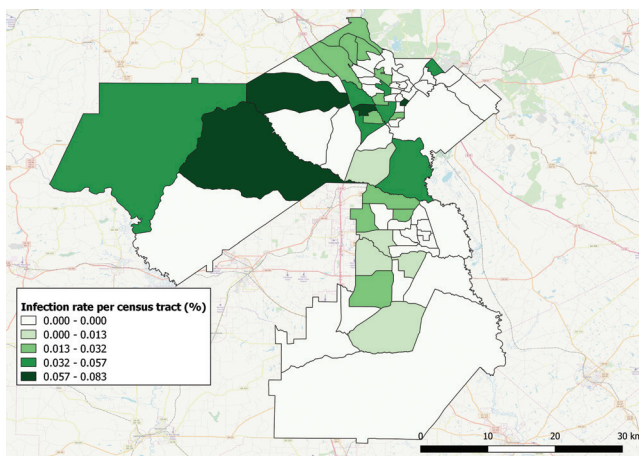 Infection rate per census tract (%)
0.000 - 0.000
0.000 - 0.013
0.013 - 0.032
0.032 - 0.057
0.057 - 0.083
0 10 20 30 km